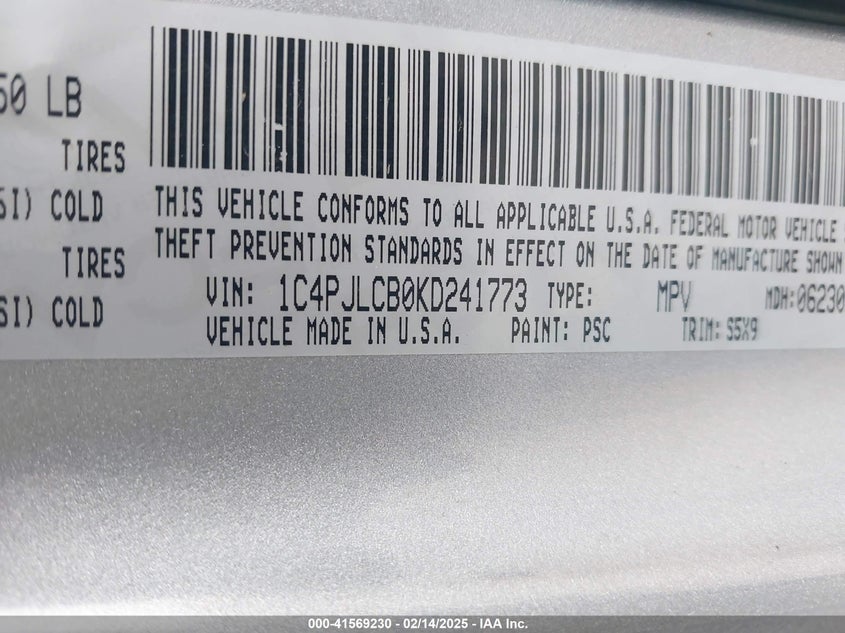 50 LB
TIRES
SI) COLD
TIRES
SI) COLD
THIS VEHICLE CONFORMS TO ALL APPLICABLE U.S.A. FEDERAL MOTOR VEHICLE
THEFT PREVENTION STANDARDS IN EFFECT ON THE DATE OF MANUFACTURE SHOWN
VIN: 1C4PJLCB0KD241773 TYPE: MPV MDH: 06230
VEHICLE MADE IN U.S.A. PAINT: PSC TRIM: S5X9
000-41569230 - 02/14/2025 - IAA Inc.